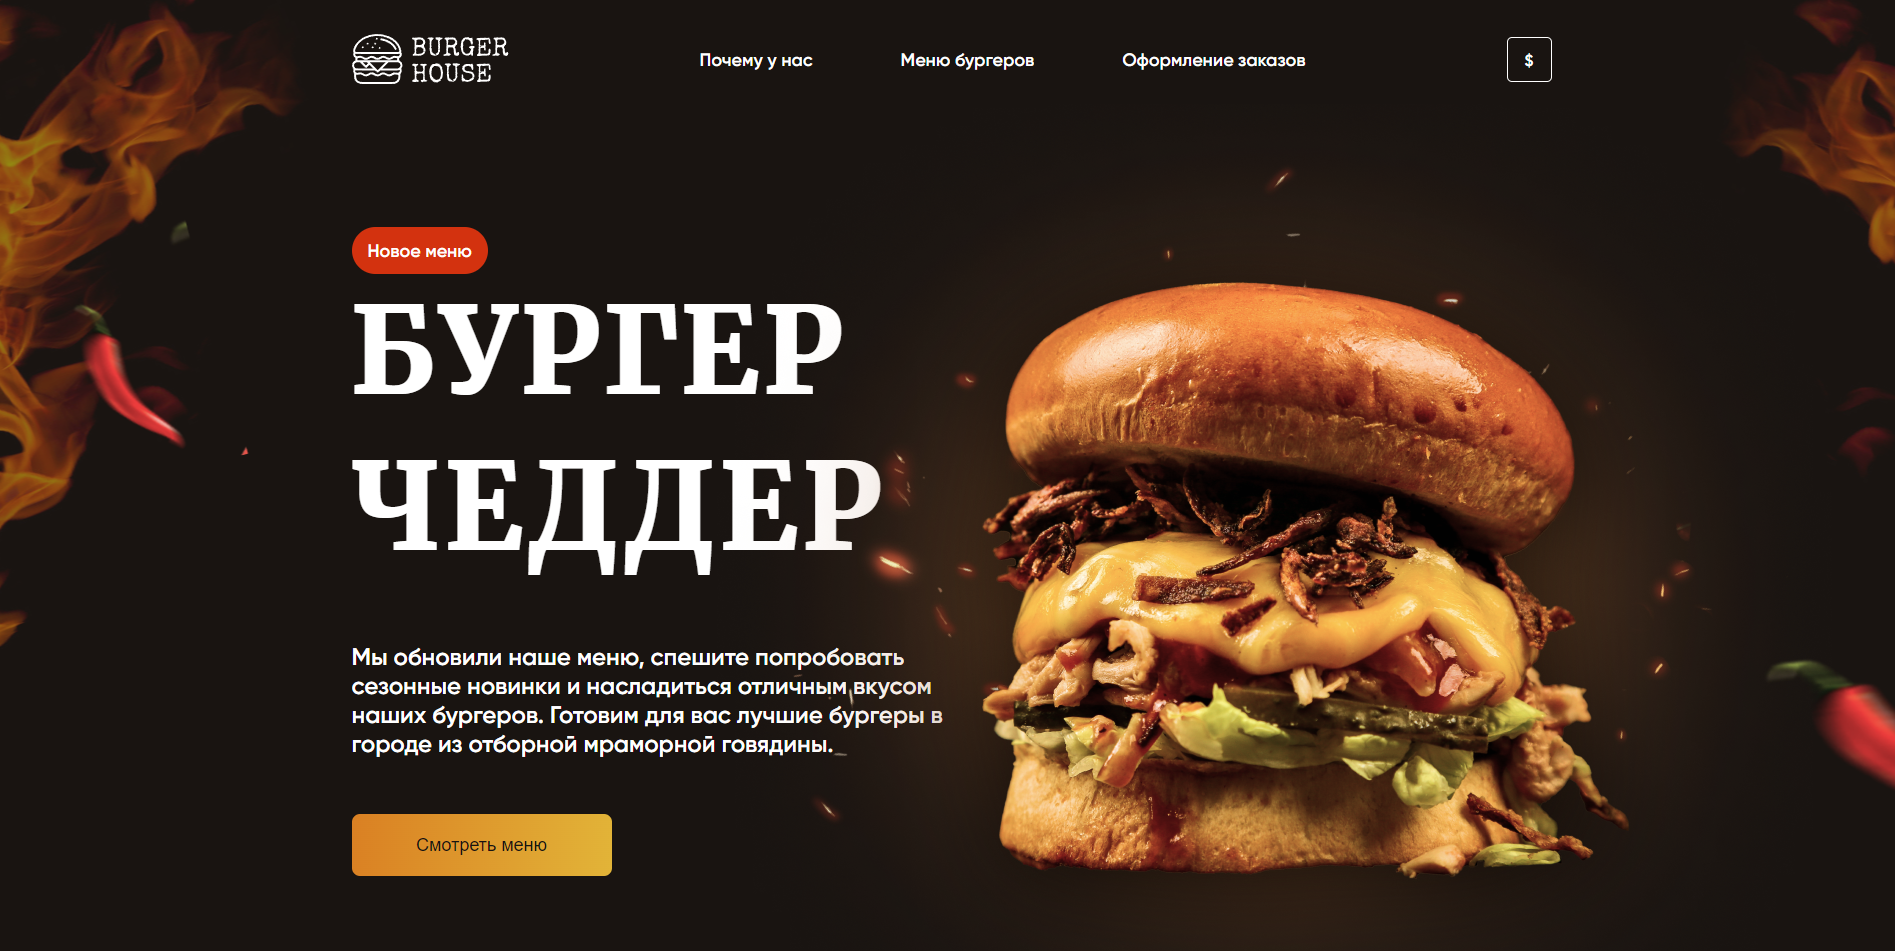 BURGER
HOUSE
Почему у нас
Меню бургеров
Оформление заказов
$
Новое меню
БУРГЕР
ЧЕДДЕР
Мы обновили наше меню, спешите попробовать
сезонные новинки и насладиться отличным вкусом
наших бургеров. Готовим для вас лучшие бургеры в
городе из отборной мраморной говядины.
Смотреть меню